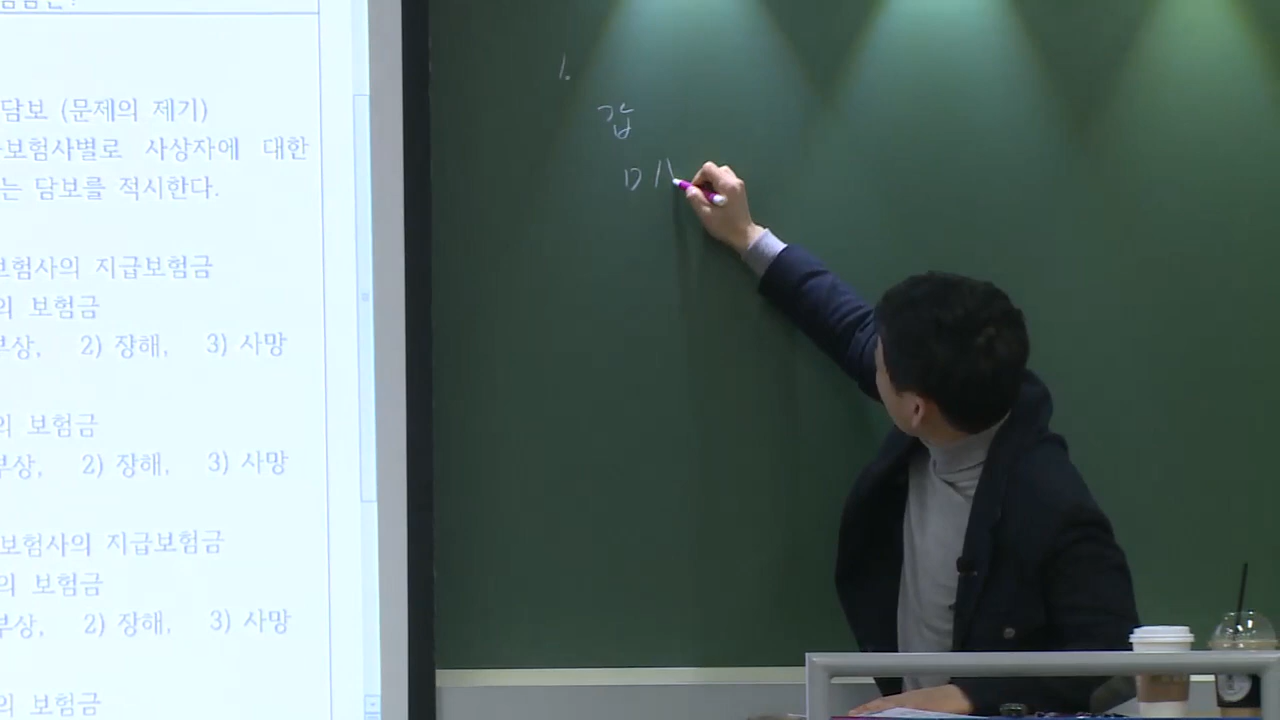 담보 (문제의 제기)
보험사별로 사상자에 대한
는 담보를 적시한다.
보험사의 지급보험금
의 보험금
부상, 2) 장해, 3) 사망
의 보험금
부상, 2) 장해, 3) 사망
보험사의 지급보험금
의 보험금
부상, 2) 장해, 3) 사망
의 보험금
1.
갑